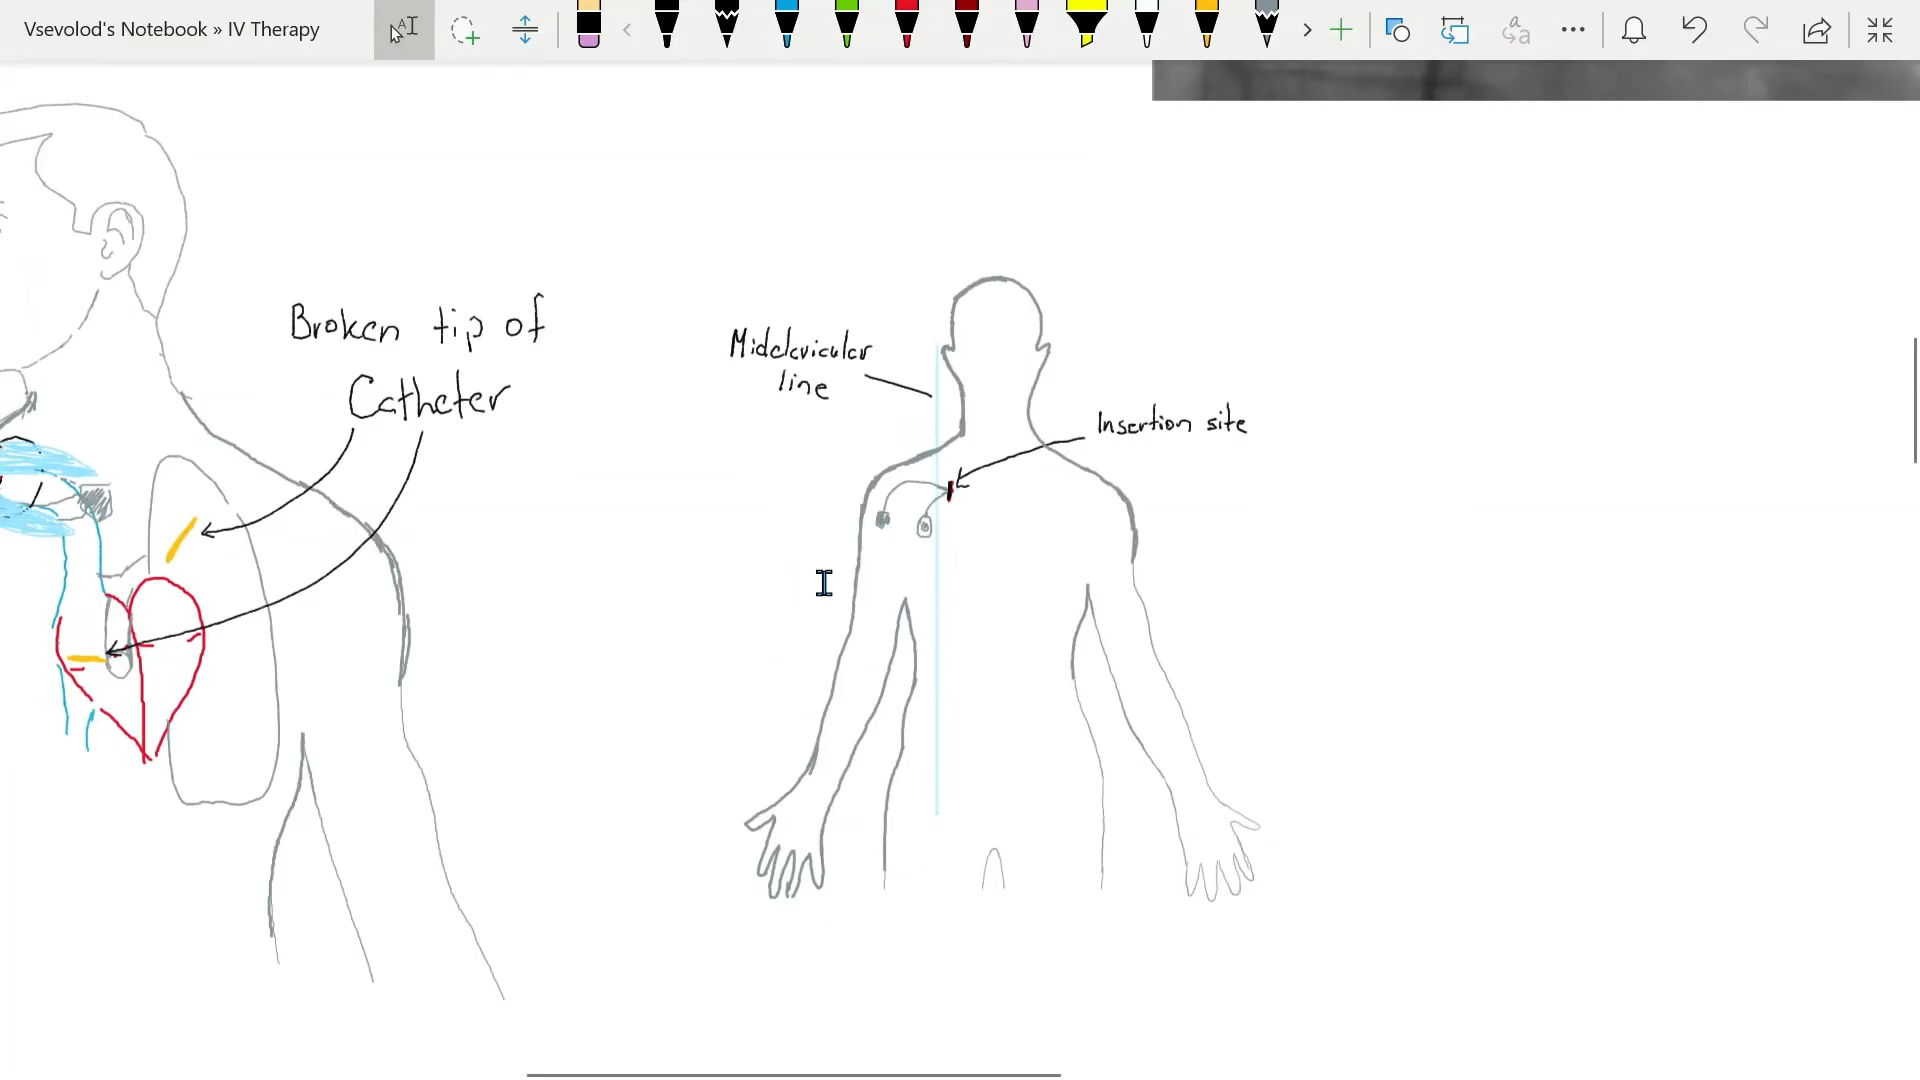 Vsevolod's Notebook » IV Therapy
Broken tip of
Catheter
Midclavicular
line
Insertion site